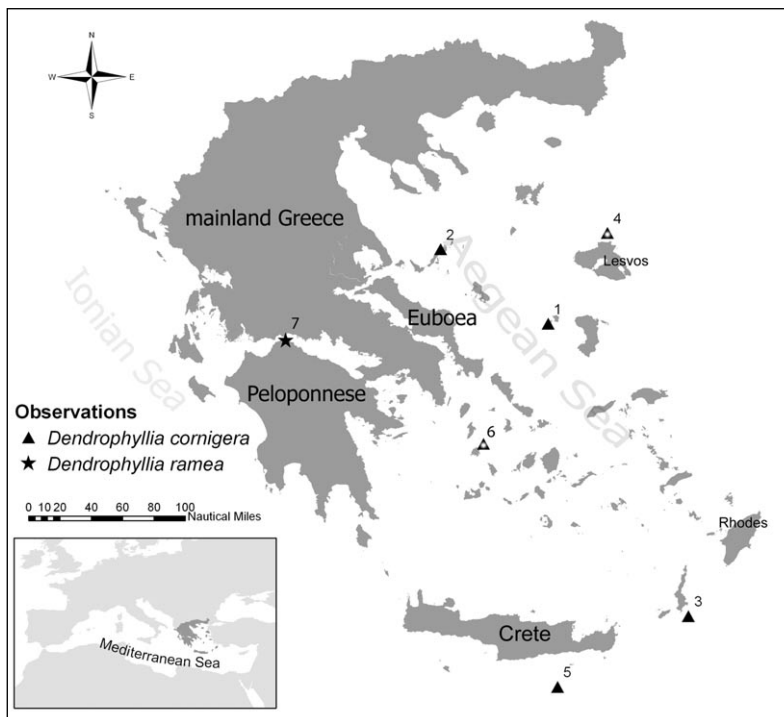 N
W E
S
mainland Greece
2
4
Lesvos
Aegean Sea
Ionian Sea
Euboea
1
7
Peloponnese
6
Observations
Dendrophyllia cornigera
Dendrophyllia ramea
0 10 20 40 60 80 100
Nautical Miles
Rhodes
3
Crete
5
Mediterranean Sea